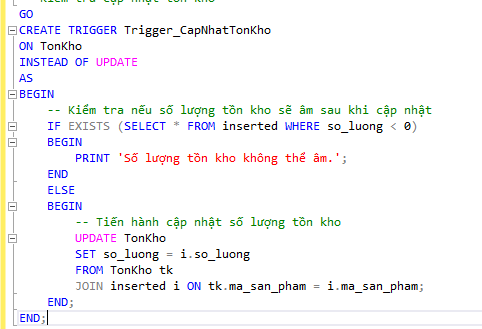 GO
CREATE TRIGGER Trigger_CapNhatTonKho
ON TonKho
INSTEAD OF UPDATE
AS
BEGIN
-- Kiểm tra nếu số lượng tồn kho sẽ âm sau khi cập nhật
IF EXISTS (SELECT * FROM inserted WHERE so_luong < 0)
BEGIN
PRINT 'Số lượng tồn kho không thể âm.';
END
ELSE
BEGIN
-- Tiến hành cập nhật số lượng tồn kho
UPDATE TonKho
SET so_luong = i.so_luong
FROM TonKho tk
JOIN inserted i ON tk.ma_san_pham = i.ma_san_pham;
END;
END;